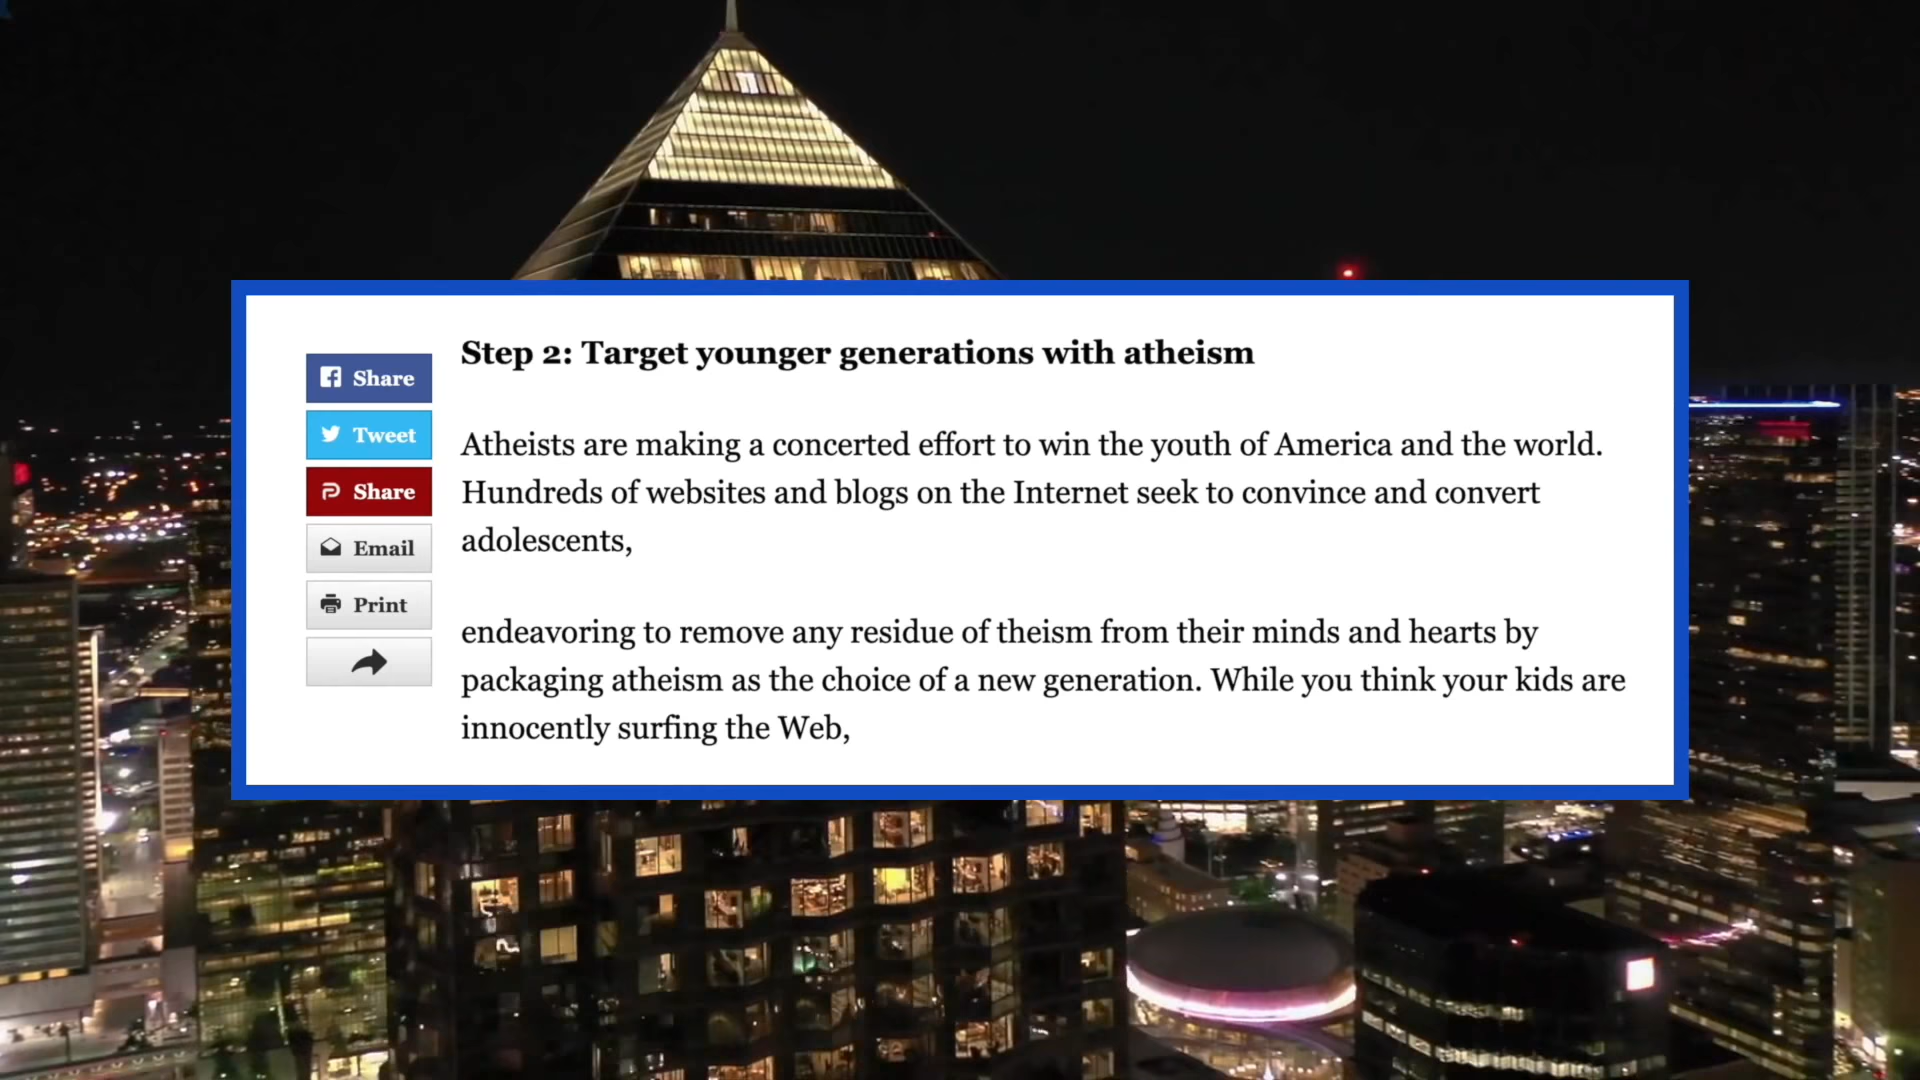 Step 2: Target younger generations with atheism
Share
Tweet
Share
Email
Print
Atheists are making a concerted effort to win the youth of America and the world.
Hundreds of websites and blogs on the Internet seek to convince and convert
adolescents,
endeavoring to remove any residue of theism from their minds and hearts by
packaging atheism as the choice of a new generation. While you think your kids are
innocently surfing the Web,